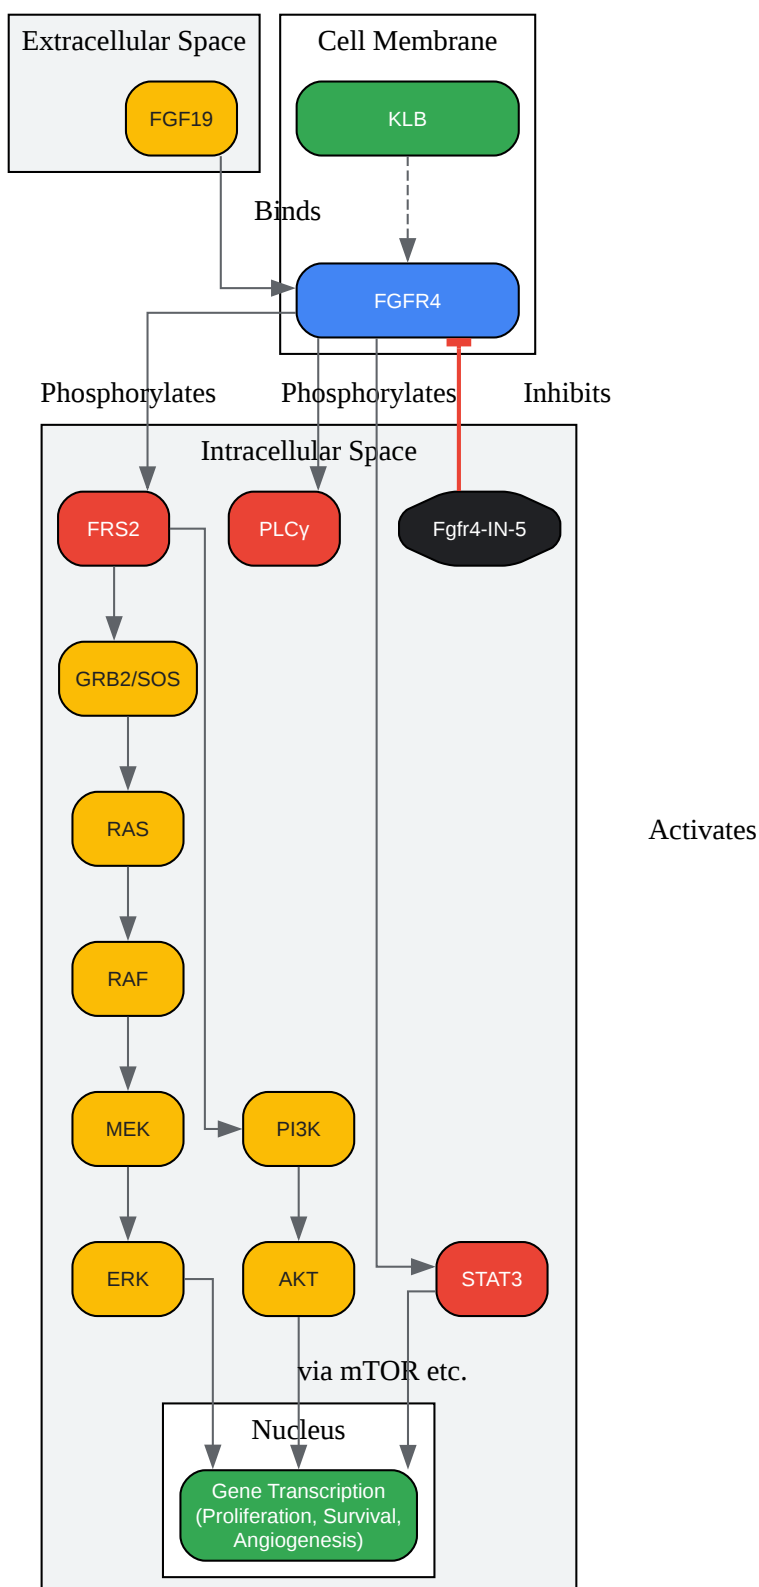 Extracellular Space
Cell Membrane
FGF19
KLB
Binds
FGFR4
Phosphorylates
Phosphorylates
Inhibits
Intracellular Space
FRS2
PLCγ
Fgfr4-IN-5
GRB2/SOS
RAS
Activates
RAF
MEK
PI3K
ERK
AKT
STAT3
via mTOR etc.
Nucleus
Gene Transcription
(Proliferation, Survival,
Angiogenesis)